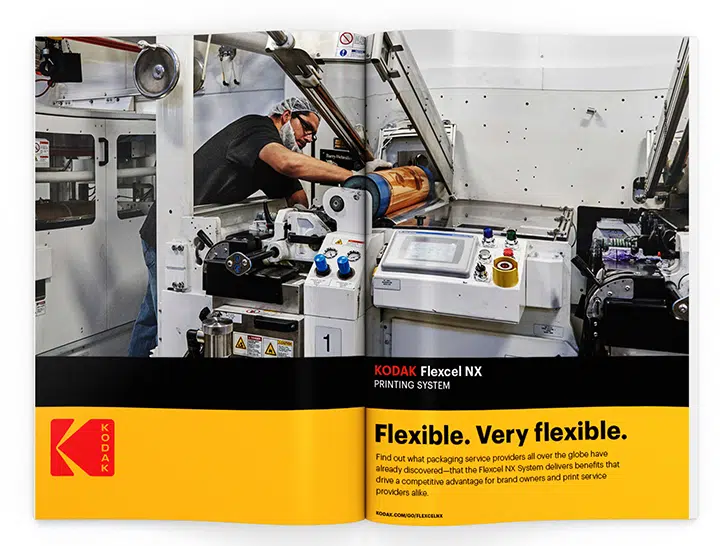 1
KODAK Flexcel NX
PRINTING SYSTEM
KODAK
Flexible. Very flexible.
Find out what packaging service providers all over the globe have
already discovered—that the Flexcel NX System delivers benefits that
drive a competitive advantage for brand owners and print service
providers alike.
KODAK.COM/GO/FLEXCELNX